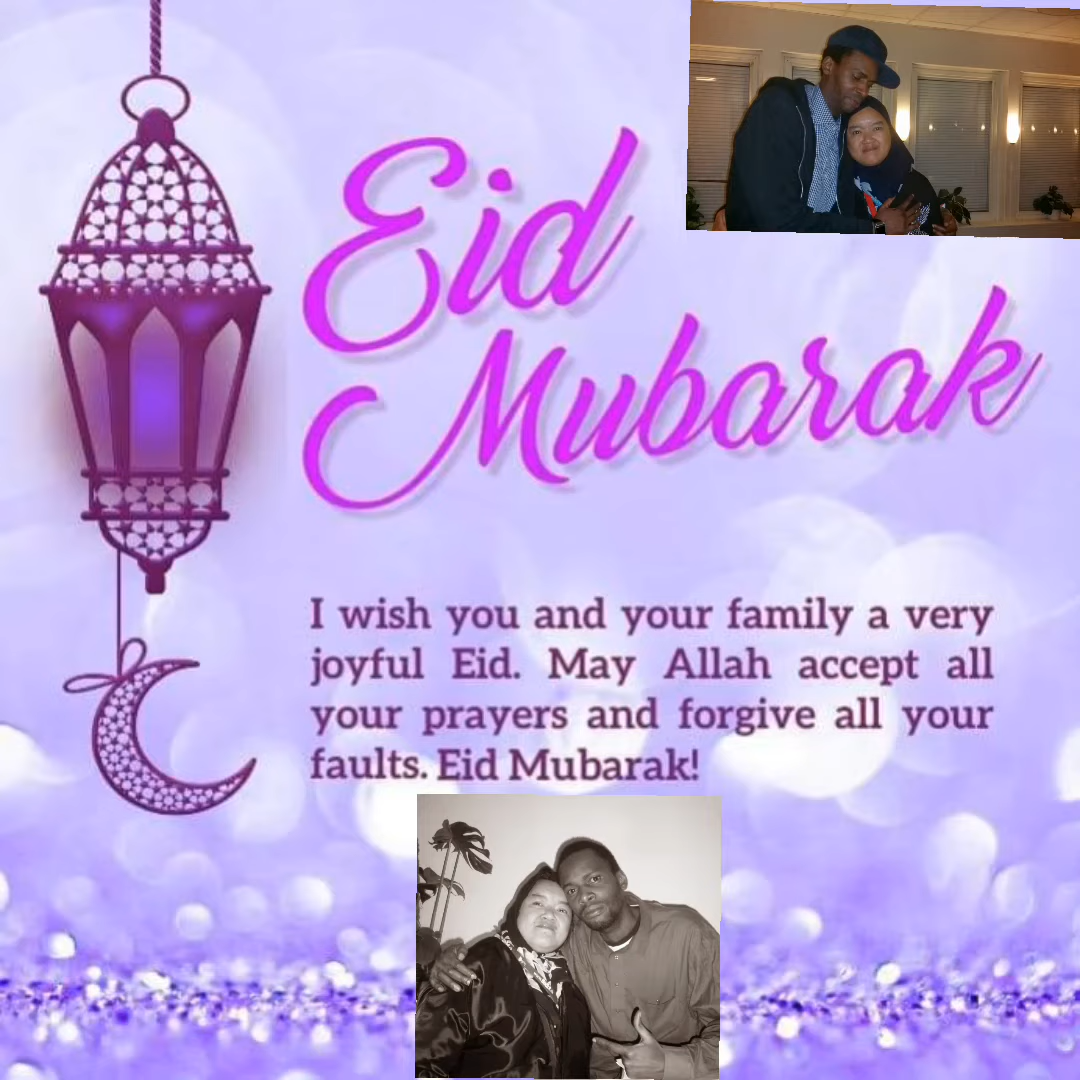 Eid
Mubarak
I wish you and your family a very
joyful Eid. May Allah accept all
your prayers and forgive all your
faults. Eid Mubarak!